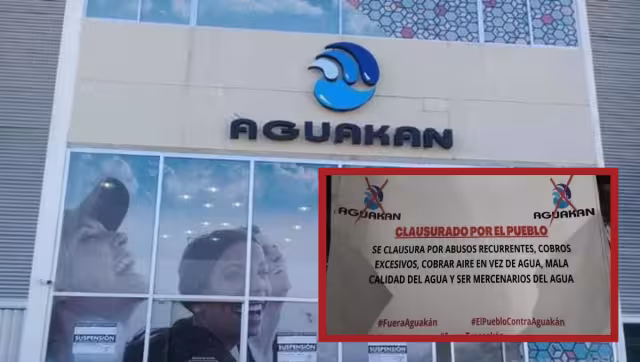 AGUAKAN
AGUAKAN AGUAKAN
CLAUSURADO POR EL PUEBLO
SE CLAUSURA POR ABUSOS RECURRENTES, COBROS
EXCESIVOS, COBRAR AIRE EN VEZ DE AGUA, MALA
CALIDAD DEL AGUA Y SER MERCENARIOS DEL AGUA
#FueraAguakán #ElPuebloContraAguakán
SUSPENSIÓN SUSPENSIÓN SUSPENSIÓN